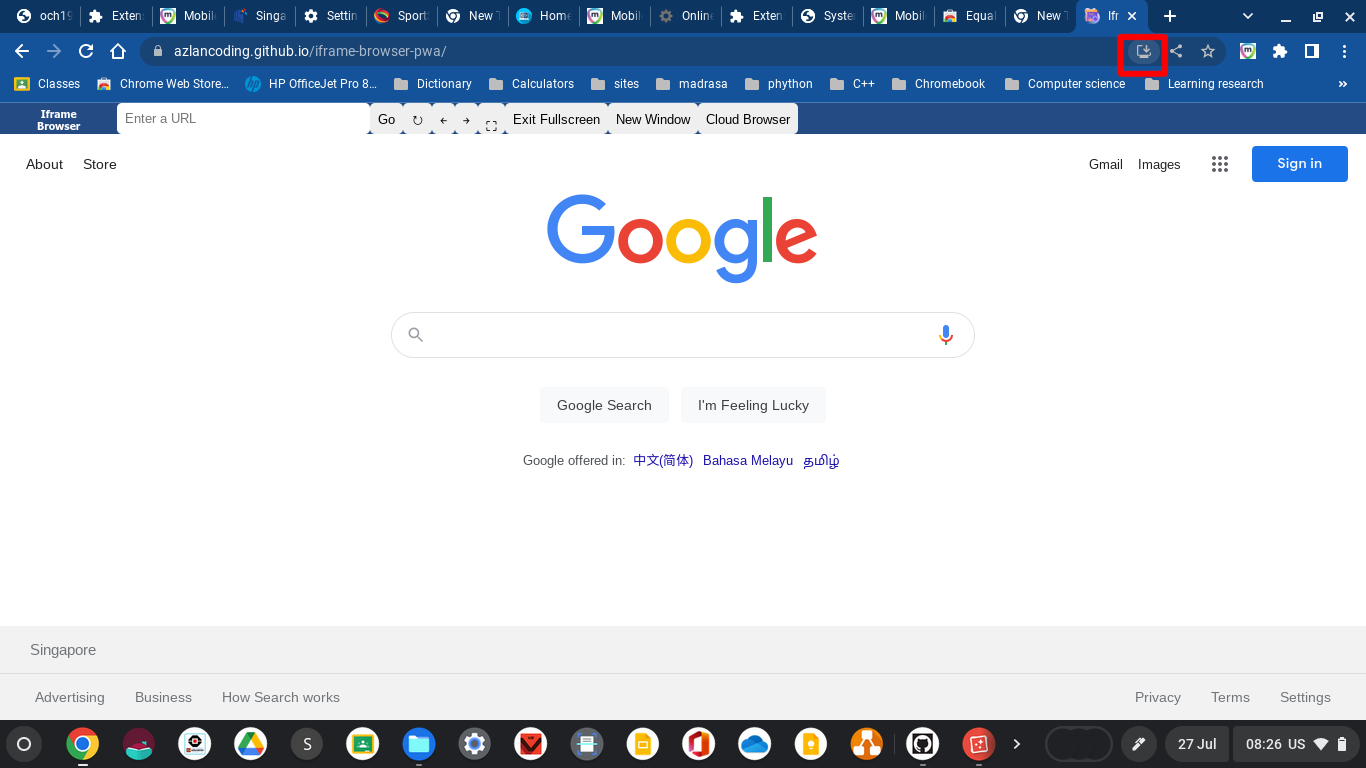 och19 Exten: Mobile Singa Settin Sport New T Home Mobil Online Exten Syste Mobile Equal New T Ifr
azlancoding.github.io/iframe-browser-pwa/
Classes Chrome Web Store... HP OfficeJet Pro 8... Dictionary Calculators sites madrasa phython C++ Chromebook Computer science Learning research »
Iframe
Browser
Enter a URL Go Exit Fullscreen New Window Cloud Browser
About Store Gmail Images Sign in
Google
Google Search I'm Feeling Lucky
Google offered in: 中文(简体) Bahasa Melayu தமிழ்
Singapore
Advertising Business How Search works Privacy Terms Settings
S 27 Jul 08:26 US